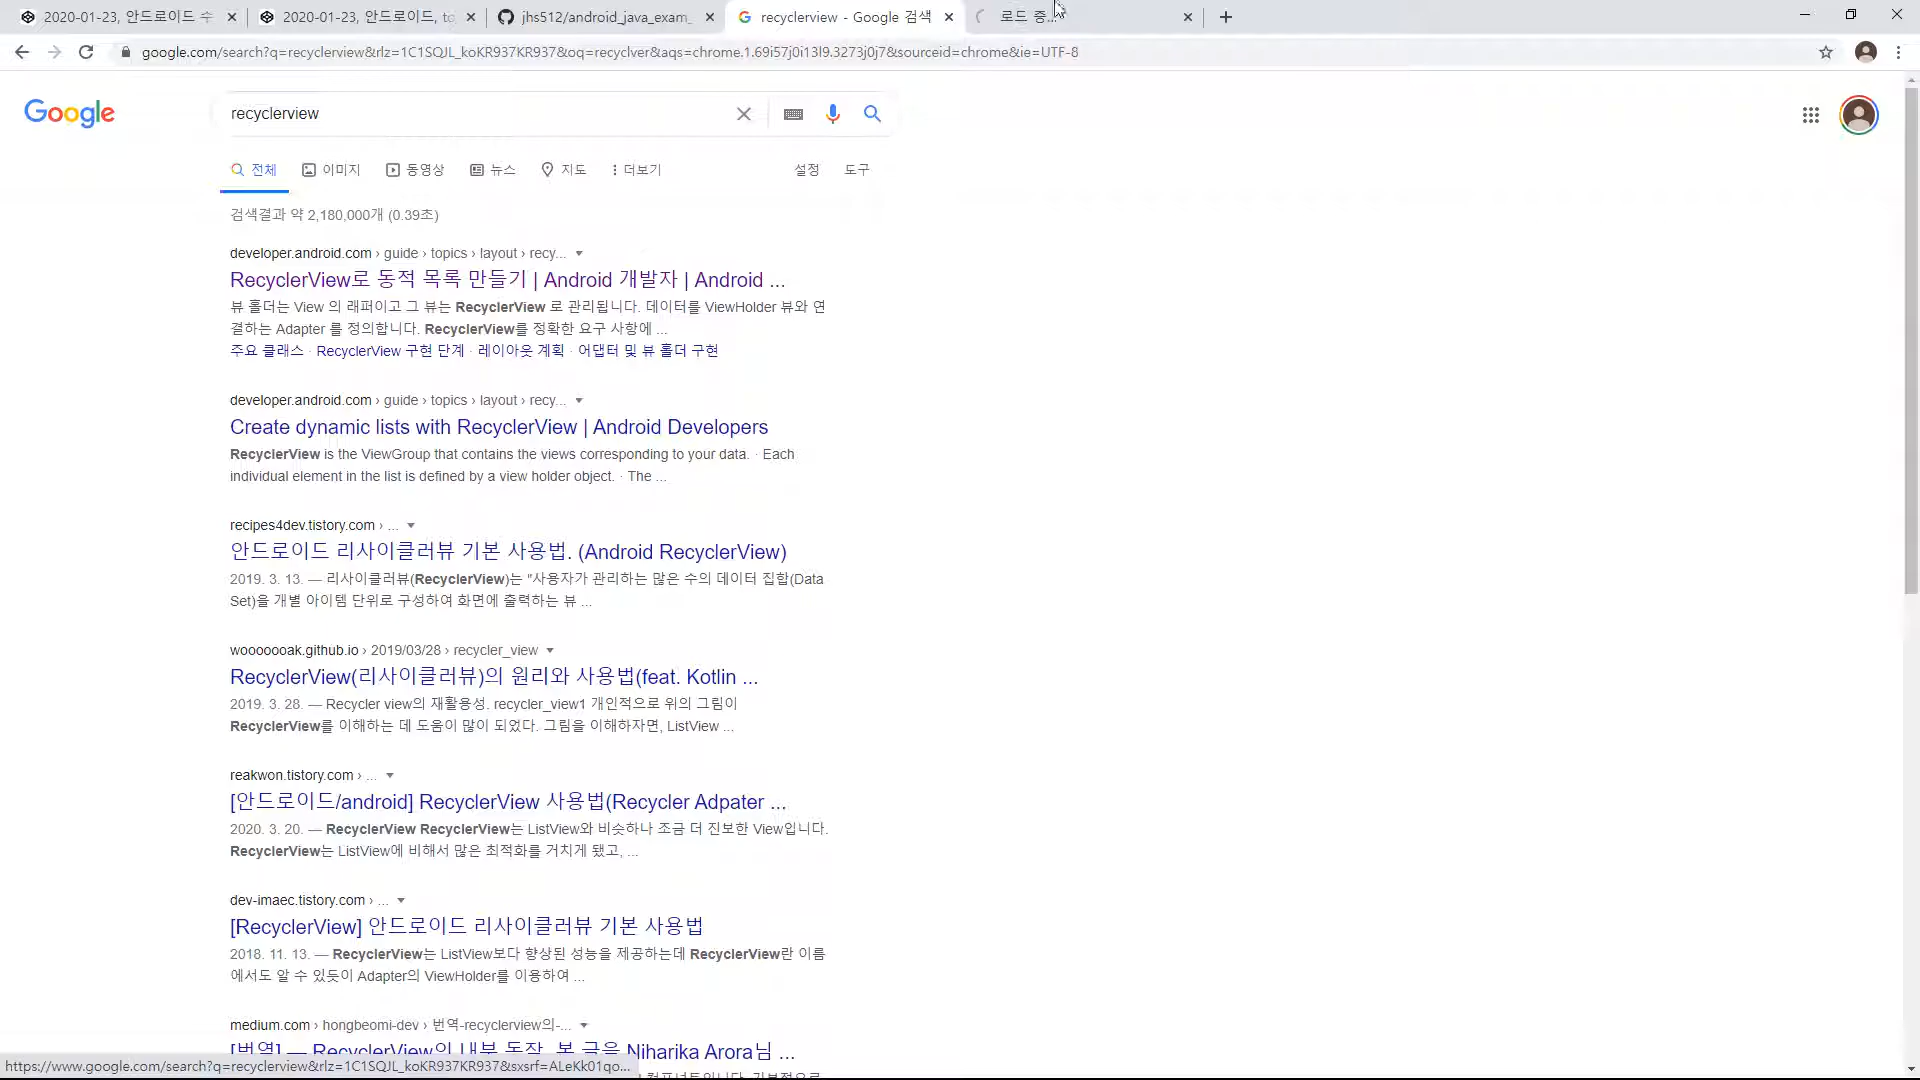 2020-01-23, 안드로이드 수
2020-01-23, 안드로이드, to
jhs512/android_java_exam_
recyclerview - Google 검색
로드 중...
google.com/search?q=recyclerview&rlz=1C1SQJL_koKR937KR937&oq=recyclver&aqs=chrome.1.69i57j0i13l9.3273j0j7&sourceid=chrome&ie=UTF-8
Google
recyclerview
전체
이미지
동영상
뉴스
지도
더보기
설정
도구
검색결과 약 2,180,000개 (0.39초)
developer.android.com › guide › topics › layout › recy...
RecyclerView로 동적 목록 만들기 | Android 개발자 | Android ...
뷰 홀더는 View 의 래퍼이고 그 뷰는 RecyclerView 로 관리됩니다. 데이터를 ViewHolder 뷰와 연
결하는 Adapter 를 정의합니다. RecyclerView를 정확한 요구 사항에 ...
주요 클래스 · RecyclerView 구현 단계 · 레이아웃 계획 · 어댑터 및 뷰 홀더 구현
developer.android.com › guide › topics › layout › recy...
Create dynamic lists with RecyclerView | Android Developers
RecyclerView is the ViewGroup that contains the views corresponding to your data. · Each
individual element in the list is defined by a view holder object. · The ...
recipes4dev.tistory.com › ...
안드로이드 리사이클러뷰 기본 사용법. (Android RecyclerView)
2019. 3. 13. — 리사이클러뷰(RecyclerView)는 "사용자가 관리하는 많은 수의 데이터 집합(Data
Set)을 개별 아이템 단위로 구성하여 화면에 출력하는 뷰 ...
wooooooak.github.io › 2019/03/28 › recycler_view
RecyclerView(리사이클러뷰)의 원리와 사용법(feat. Kotlin ...
2019. 3. 28. — Recycler view의 재활용성. recycler_view1 개인적으로 위의 그림이
RecyclerView를 이해하는 데 도움이 많이 되었다. 그림을 이해하자면, ListView ...
reakwon.tistory.com › ...
[안드로이드/android] RecyclerView 사용법(Recycler Adpater ...
2020. 3. 20. — RecyclerView RecyclerView는 ListView와 비슷하나 조금 더 진보한 View입니다.
RecyclerView는 ListView에 비해서 많은 최적화를 거치게 됐고, ...
dev-imaec.tistory.com › ...
[RecyclerView] 안드로이드 리사이클러뷰 기본 사용법
2018. 11. 13. — RecyclerView는 ListView보다 향상된 성능을 제공하는데 RecyclerView란 이름
에서도 알 수 있듯이 Adapter의 ViewHolder를 이용하여 ...
medium.com › hongbeomi-dev › 번역-recyclerview의-...
[번역] — RecyclerView의 내부 동작. 본 글은 Niharika Arora님 ...
https://www.google.com/search?q=recyclerview&rlz=1C1SQJL_koKR937KR937&sxsrf=ALeKk01qo...